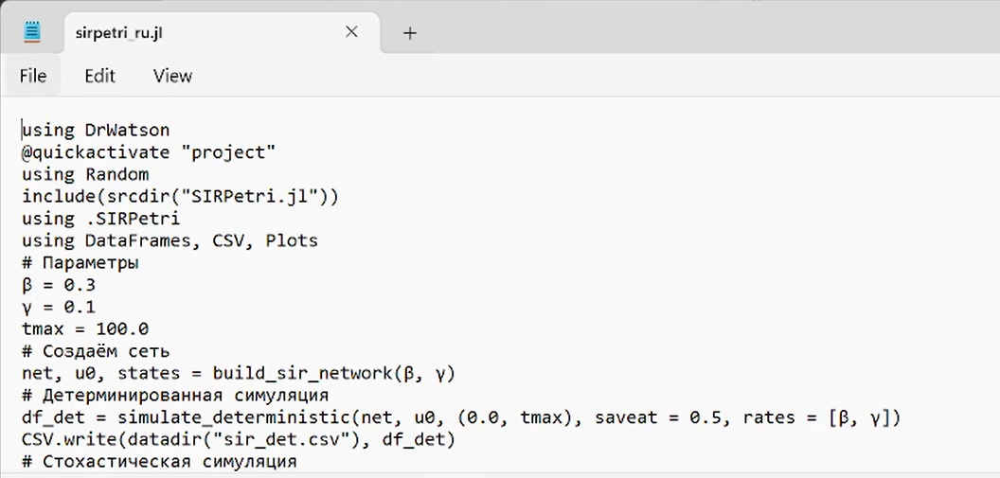 sirpetri_ru.jl
File Edit View
using DrWatson
@quickactivate "project"
using Random
include(srcdir("SIRPetri.jl"))
using .SIRPetri
using DataFrames, CSV, Plots
# Параметры
β = 0.3
γ = 0.1
tmax = 100.0
# Создаём сеть
net, u0, states = build_sir_network(β, γ)
# Детерминированная симуляция
df_det = simulate_deterministic(net, u0, (0.0, tmax), saveat = 0.5, rates = [β, γ])
CSV.write(datadir("sir_det.csv"), df_det)
# Стохастическая симуляция